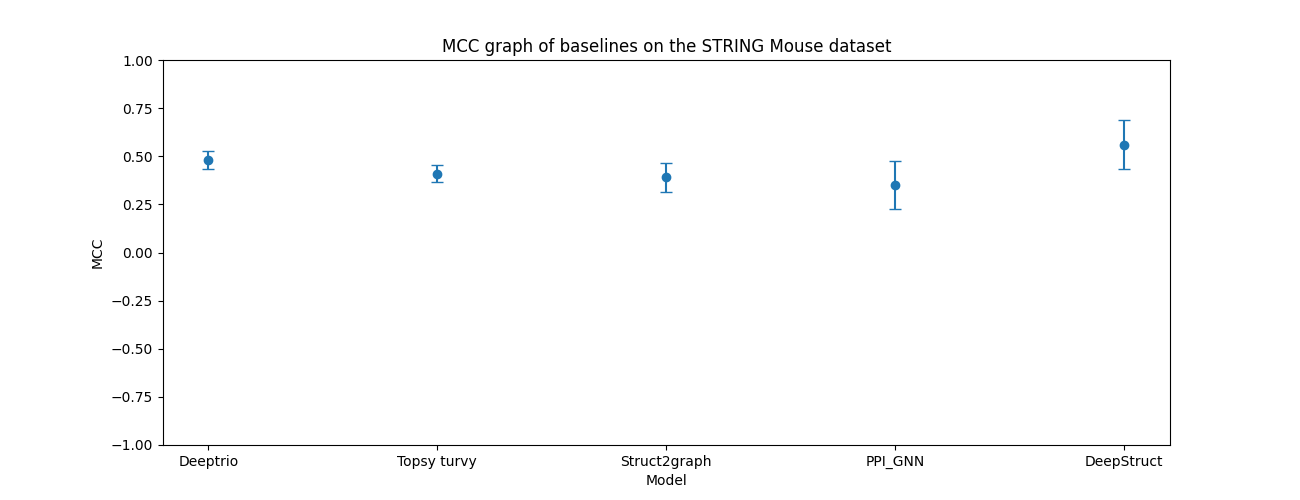 MCC graph of baselines on the STRING Mouse dataset
1.00
0.75
0.50
0.25
0.00
−0.25
−0.50
−0.75
−1.00
MCC
Deeptrio Topsy turvy Struct2graph PPI_GNN DeepStruct
Model